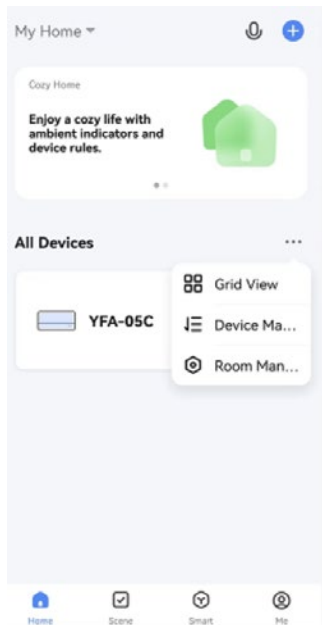 My Home
Cozy Home
Enjoy a cozy life with
ambient indicators and
device rules.
All Devices
Grid View
YFA-05C
Device Ma...
Room Man...
Home
Scene
Smart
Me